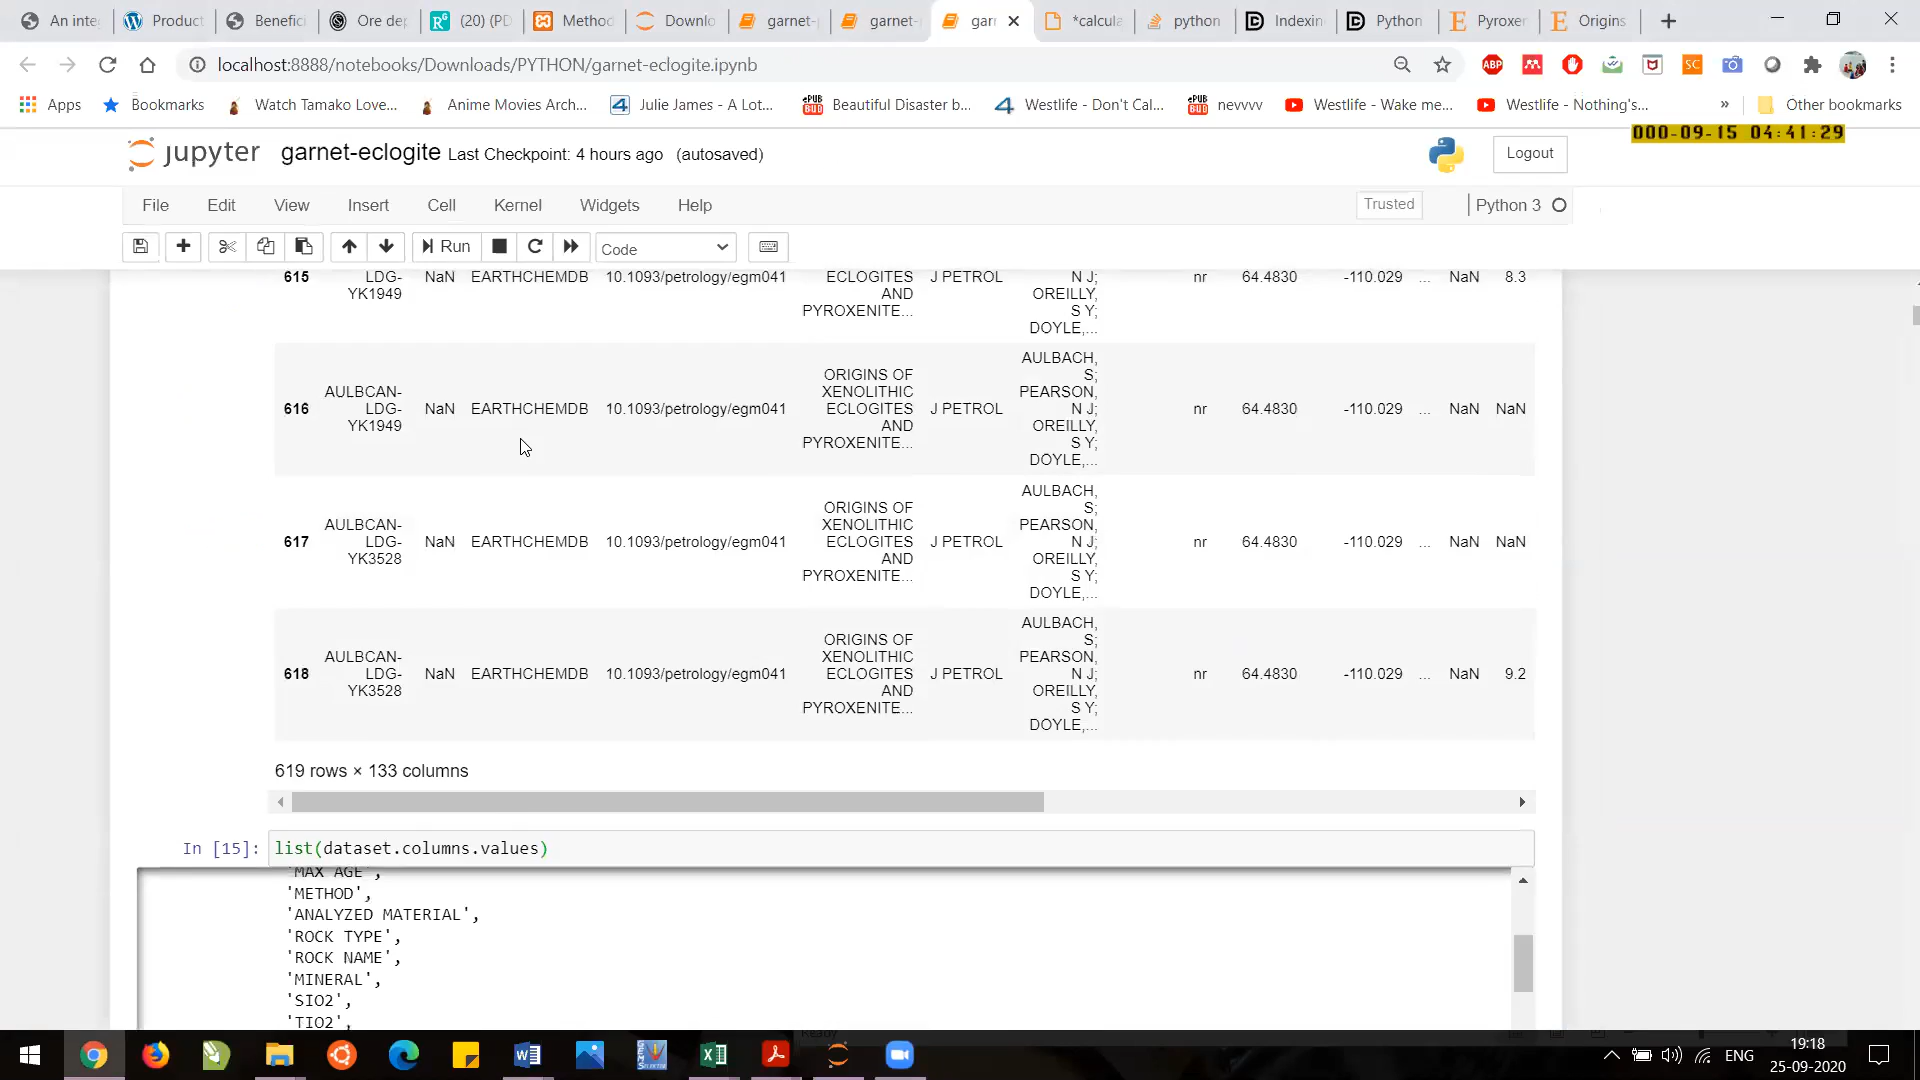 An inte
Product
Benefici
Ore dep
(20) (PD
Metho
Downlo
garnet-
garnet-
gar
*calcula
python
Indexin
Python
Pyroxen
Origins
localhost:8888/notebooks/Downloads/PYTHON/garnet-eclogite.ipynb
ABP
SC
Apps
Bookmarks
Watch Tamako Love...
Anime Movies Arch...
Julie James - A Lot...
Beautiful Disaster b...
Westlife - Don't Cal...
nevvvv
Westlife - Wake me...
Westlife - Nothing's...
»
Other bookmarks
000-09-15 04:41:29
jupyter garnet-eclogite Last Checkpoint: 4 hours ago (autosaved)
Logout
File Edit View Insert Cell Kernel Widgets Help
Trusted
Python 3
Run
Code
615 LDG- NaN EARTHCHEMDB 10.1093/petrology/egm041 ECLOGITES J PETROL N J; nr 64.4830 -110.029 ... NaN 8.3
YK1949 AND OREILLY,
PYROXENITE... S Y;
DOYLE,...
AULBACH,
ORIGINS OF S;
AULBCAN- XENOLITHIC PEARSON,
616 LDG- NaN EARTHCHEMDB 10.1093/petrology/egm041 ECLOGITES J PETROL N J; nr 64.4830 -110.029 ... NaN NaN
YK1949 AND OREILLY,
PYROXENITE... S Y;
DOYLE,...
AULBACH,
ORIGINS OF S;
AULBCAN- XENOLITHIC PEARSON,
617 LDG- NaN EARTHCHEMDB 10.1093/petrology/egm041 ECLOGITES J PETROL N J; nr 64.4830 -110.029 ... NaN NaN
YK3528 AND OREILLY,
PYROXENITE... S Y;
DOYLE,...
AULBACH,
ORIGINS OF S;
AULBCAN- XENOLITHIC PEARSON,
618 LDG- NaN EARTHCHEMDB 10.1093/petrology/egm041 ECLOGITES J PETROL N J; nr 64.4830 -110.029 ... NaN 9.2
YK3528 AND OREILLY,
PYROXENITE... S Y;
DOYLE,...
619 rows × 133 columns
In [15]: list(dataset.columns.values)
'MAX AGE',
'METHOD',
'ANALYZED MATERIAL',
'ROCK TYPE',
'ROCK NAME',
'MINERAL',
'SIO2',
'TIO2',
ENG
19:18
25-09-2020